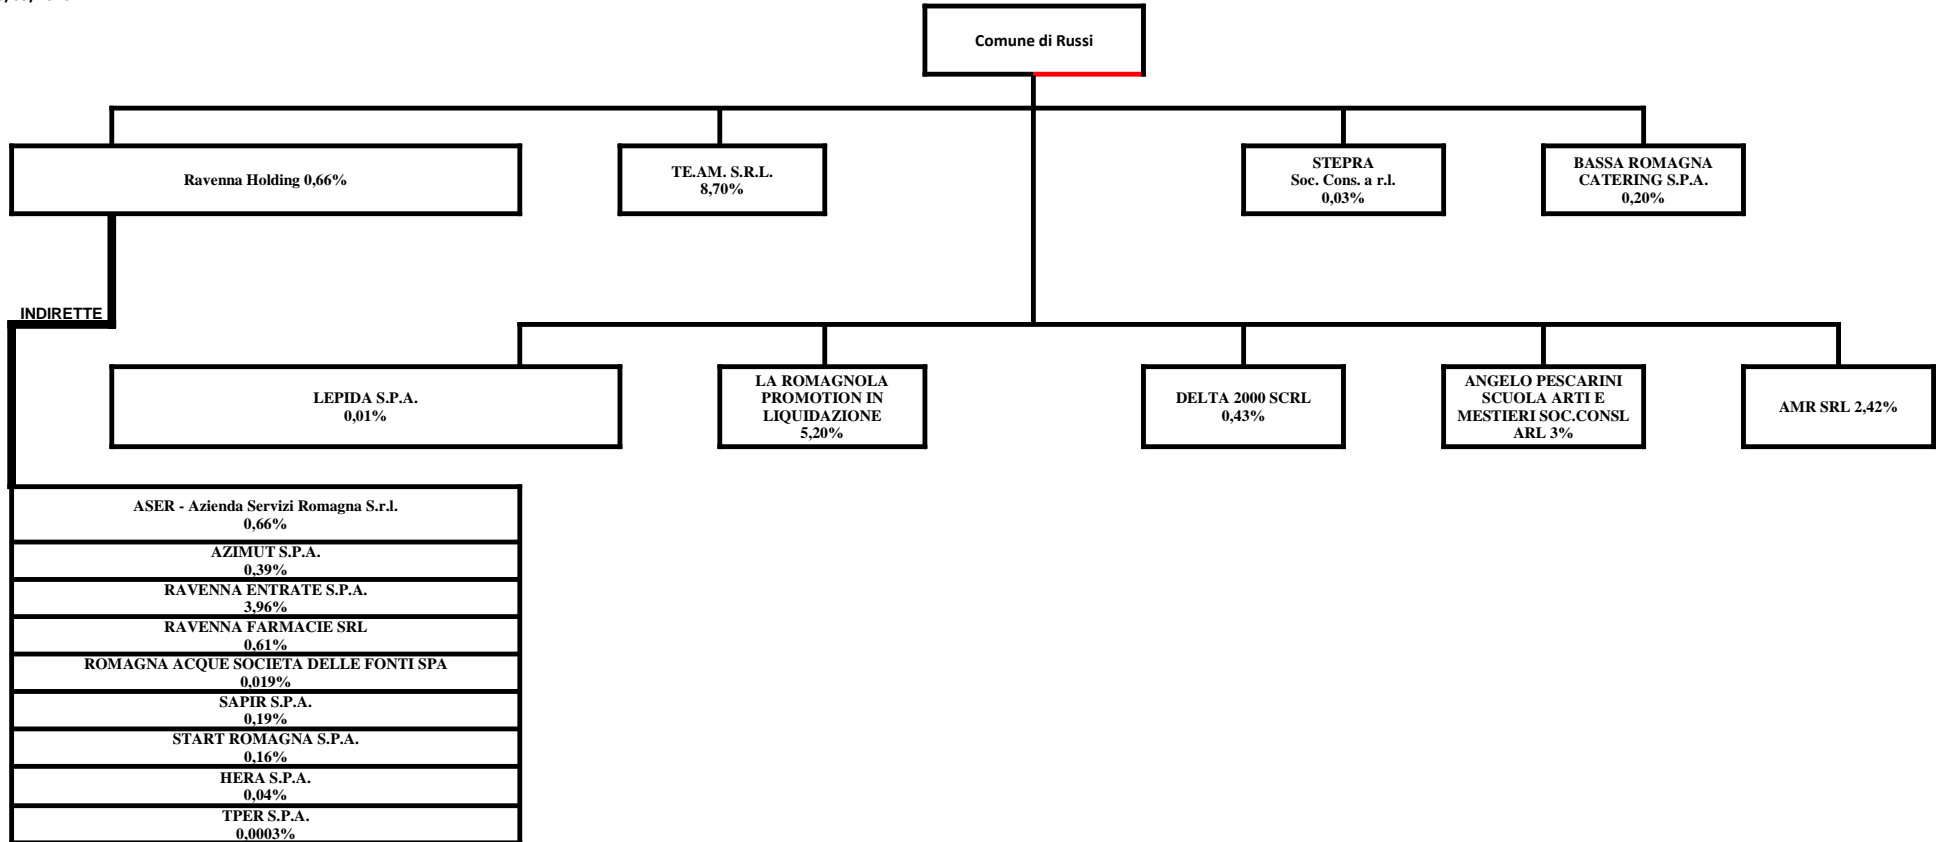 Comune di Russi
Ravenna Holding 0,66%
TE.AM. S.R.L.
8,70%
STEPRA
Soc. Cons. a r.l.
0,03%
BASSA ROMAGNA
CATERING S.P.A.
0,20%
INDIRETTE
LEPIDA S.P.A.
0,01%
LA ROMAGNOLA
PROMOTION IN
LIQUIDAZIONE
5,20%
DELTA 2000 SCRL
0,43%
ANGELO PESCARINI
SCUOLA ARTI E
MESTIERI SOC.CONSL
ARL 3%
AMR SRL 2,42%
ASER - Azienda Servizi Romagna S.r.l.
0,66%
AZIMUT S.P.A.
0,39%
RAVENNA ENTRATE S.P.A.
3,96%
RAVENNA FARMACIE SRL
0,61%
ROMAGNA ACQUE SOCIETA DELLE FONTI SPA
0,019%
SAPIR S.P.A.
0,19%
START ROMAGNA S.P.A.
0,16%
HERA S.P.A.
0,04%
TPER S.P.A.
0,0003%